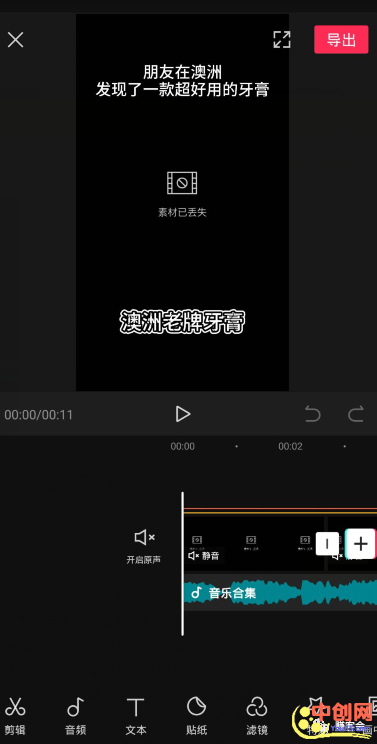 导出
朋友在澳洲
发现了一款超好用的牙膏
素材已丢失
澳洲老牌牙膏
00:00/00:11
00:00
00:02
开启原声
静音
音乐合集
剪辑
音频
文本
贴纸
滤镜
中创网